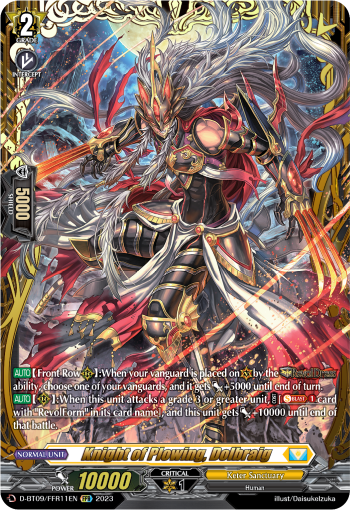 2
GRADE
INTERCEPT
5000
SHIELD
AUTO 【Front Row RC】:When your vanguard is placed on VC by the
ability, choose one of your vanguards, and it gets +5000 until end of turn.
AUTO 【RC】:When this unit attacks a grade 3 or greater unit, 1 card
with "RevolForm" in its card name], and this unit gets +10000 until end of
that battle.
NORMAL UNIT
Knight of Plowing, Dolbraig
POWER
10000
CRITICAL
1
Keter Sanctuary
Human
D-BT09/FFR11EN FFR 2023
illust/DaisukeIzuka